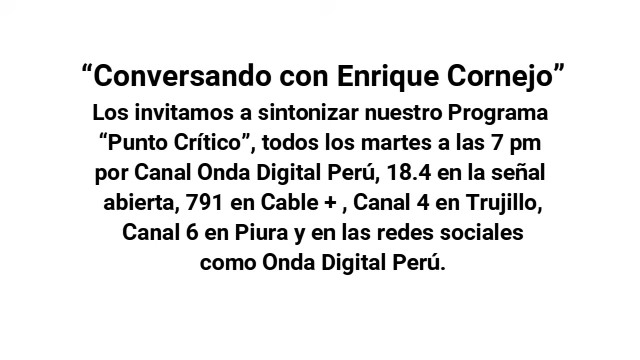 “Conversando con Enrique Cornejo”
Los invitamos a sintonizar nuestro Programa
“Punto Crítico”, todos los martes a las 7 pm
por Canal Onda Digital Perú, 18.4 en la señal
abierta, 791 en Cable + , Canal 4 en Trujillo,
Canal 6 en Piura y en las redes sociales
como Onda Digital Perú.